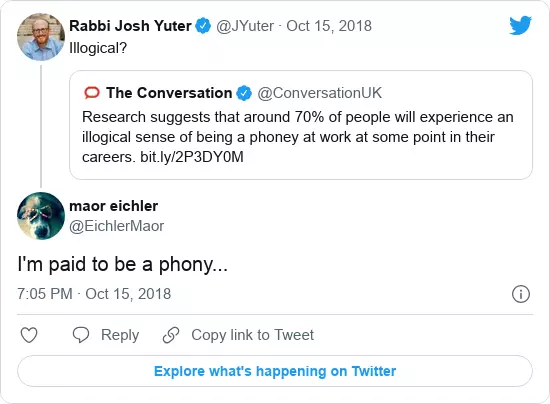 Rabbi Josh Yuter @JYuter · Oct 15, 2018
Illogical?
The Conversation @ConversationUK
Research suggests that around 70% of people will experience an
illogical sense of being a phoney at work at some point in their
careers. bit.ly/2P3DY0M
maor eichler
@EichlerMaor
I'm paid to be a phony...
7:05 PM · Oct 15, 2018
Reply Copy link to Tweet
Explore what's happening on Twitter